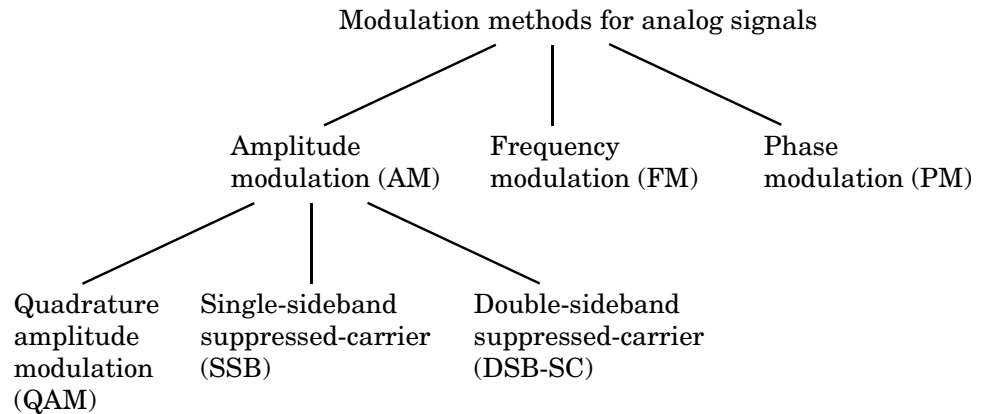 Modulation methods for analog signals
Amplitude
modulation (AM)
Frequency
modulation (FM)
Phase
modulation (PM)
Quadrature
amplitude
modulation
(QAM)
Single-sideband
suppressed-carrier
(SSB)
Double-sideband
suppressed-carrier
(DSB-SC)